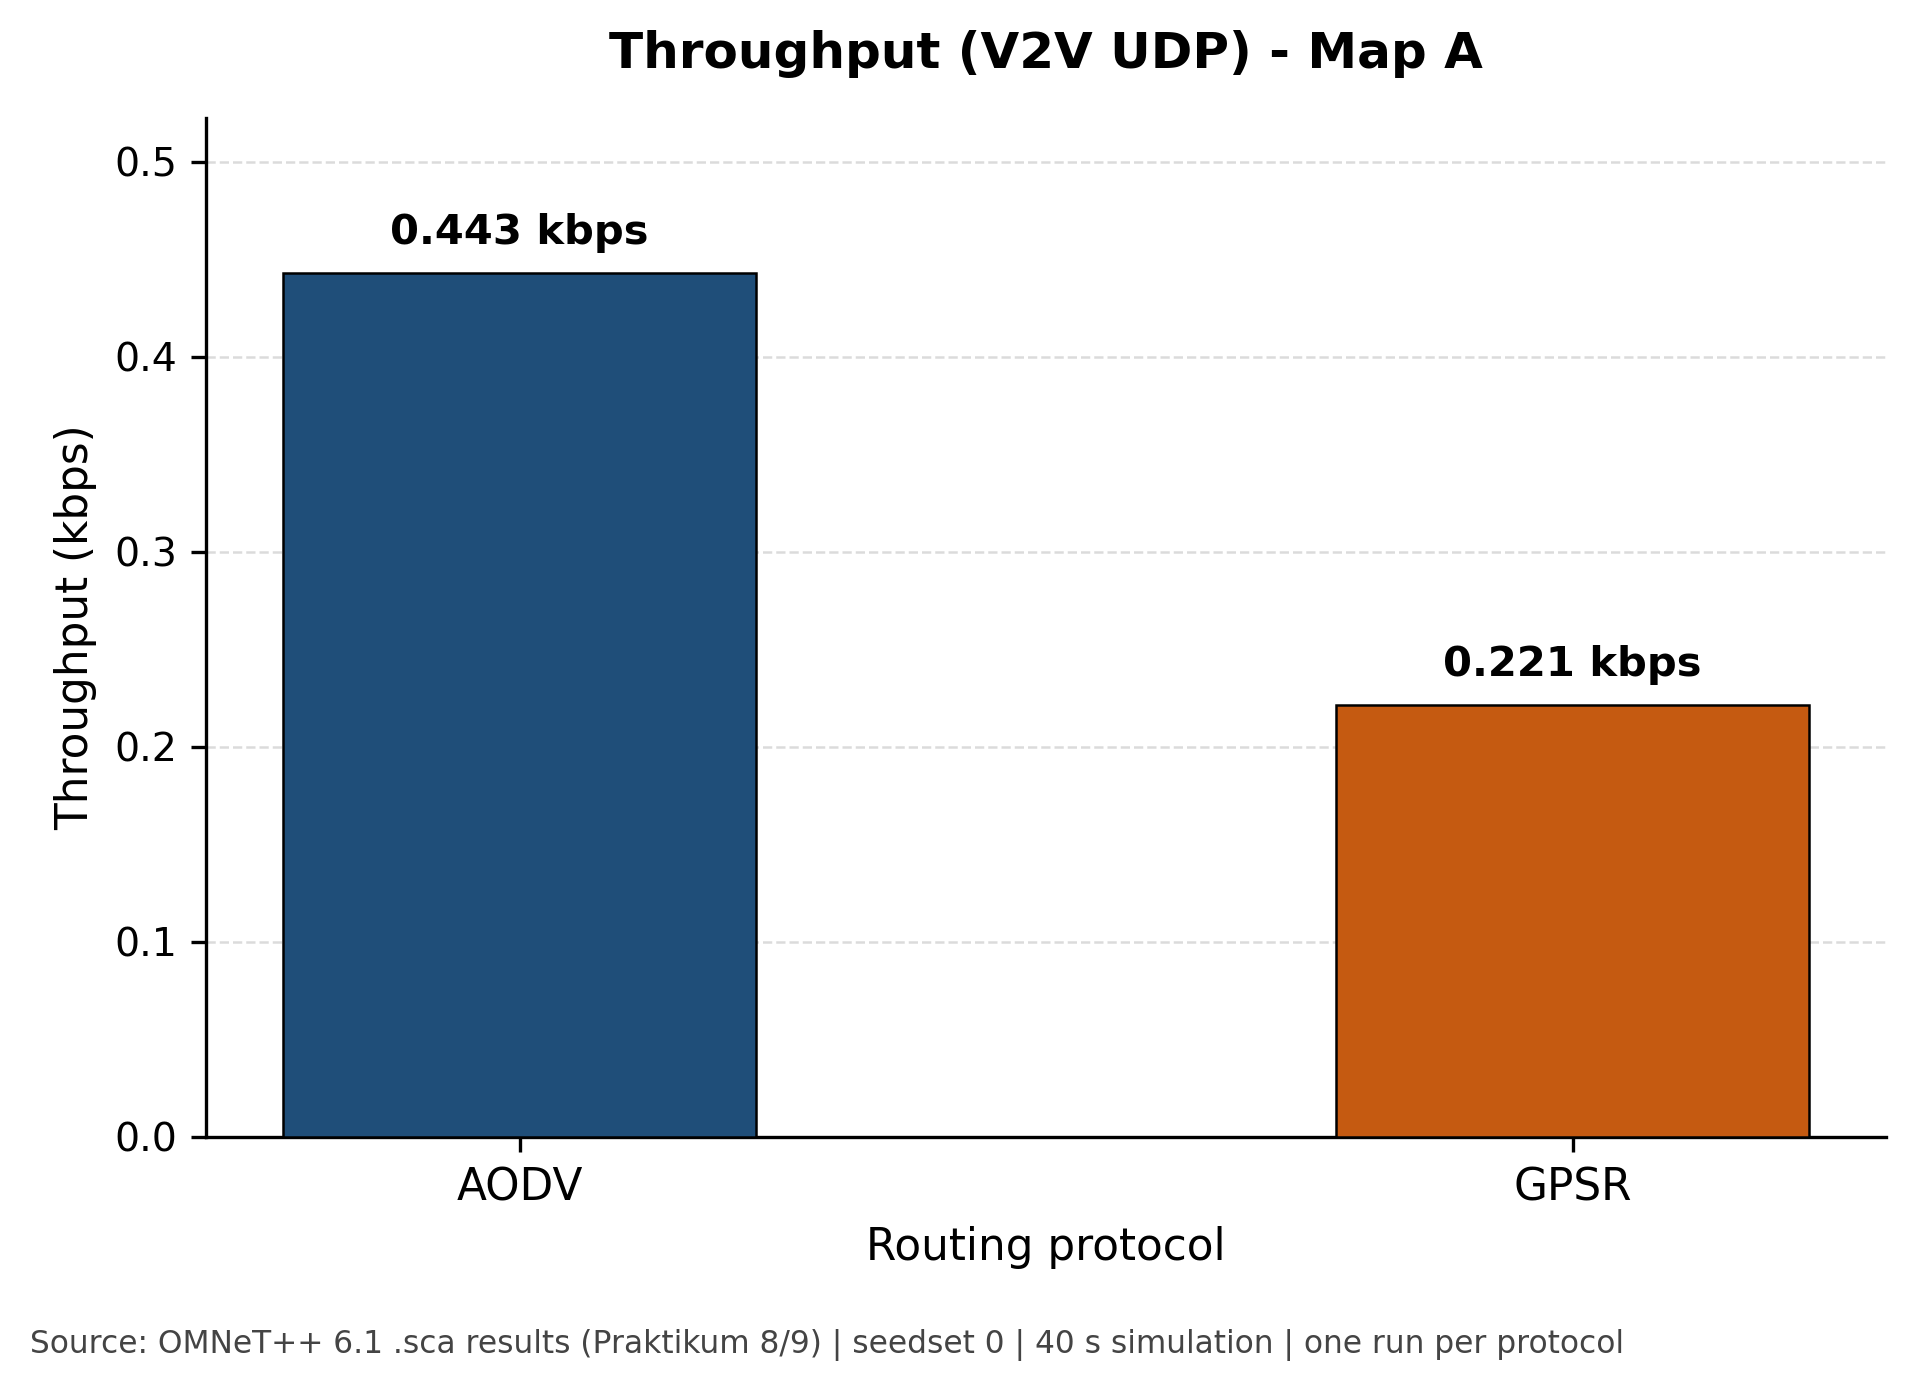 Throughput (V2V UDP) - Map A
Throughput (kbps)
0.5
0.4
0.3
0.2
0.1
0.0
0.443 kbps
0.221 kbps
AODV
GPSR
Routing protocol
Source: OMNeT++ 6.1 .sca results (Praktikum 8/9) | seedset 0 | 40 s simulation | one run per protocol